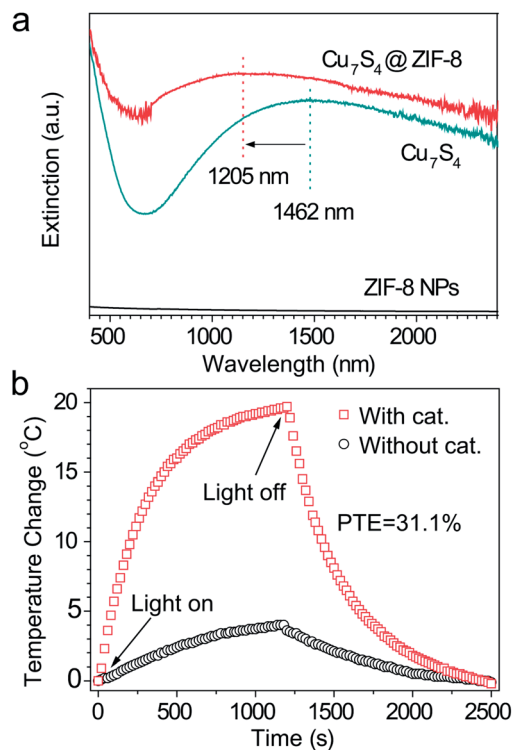 a
Extinction (a.u.)
Cu₇S₄@ZIF-8
Cu₇S₄
1205 nm
1462 nm
ZIF-8 NPs
500 1000 1500 2000
Wavelength (nm)
b
Temperature Change (°C)
20
15
10
5
0
With cat.
Without cat.
Light off
PTE=31.1%
Light on
0 500 1000 1500 2000 2500
Time (s)